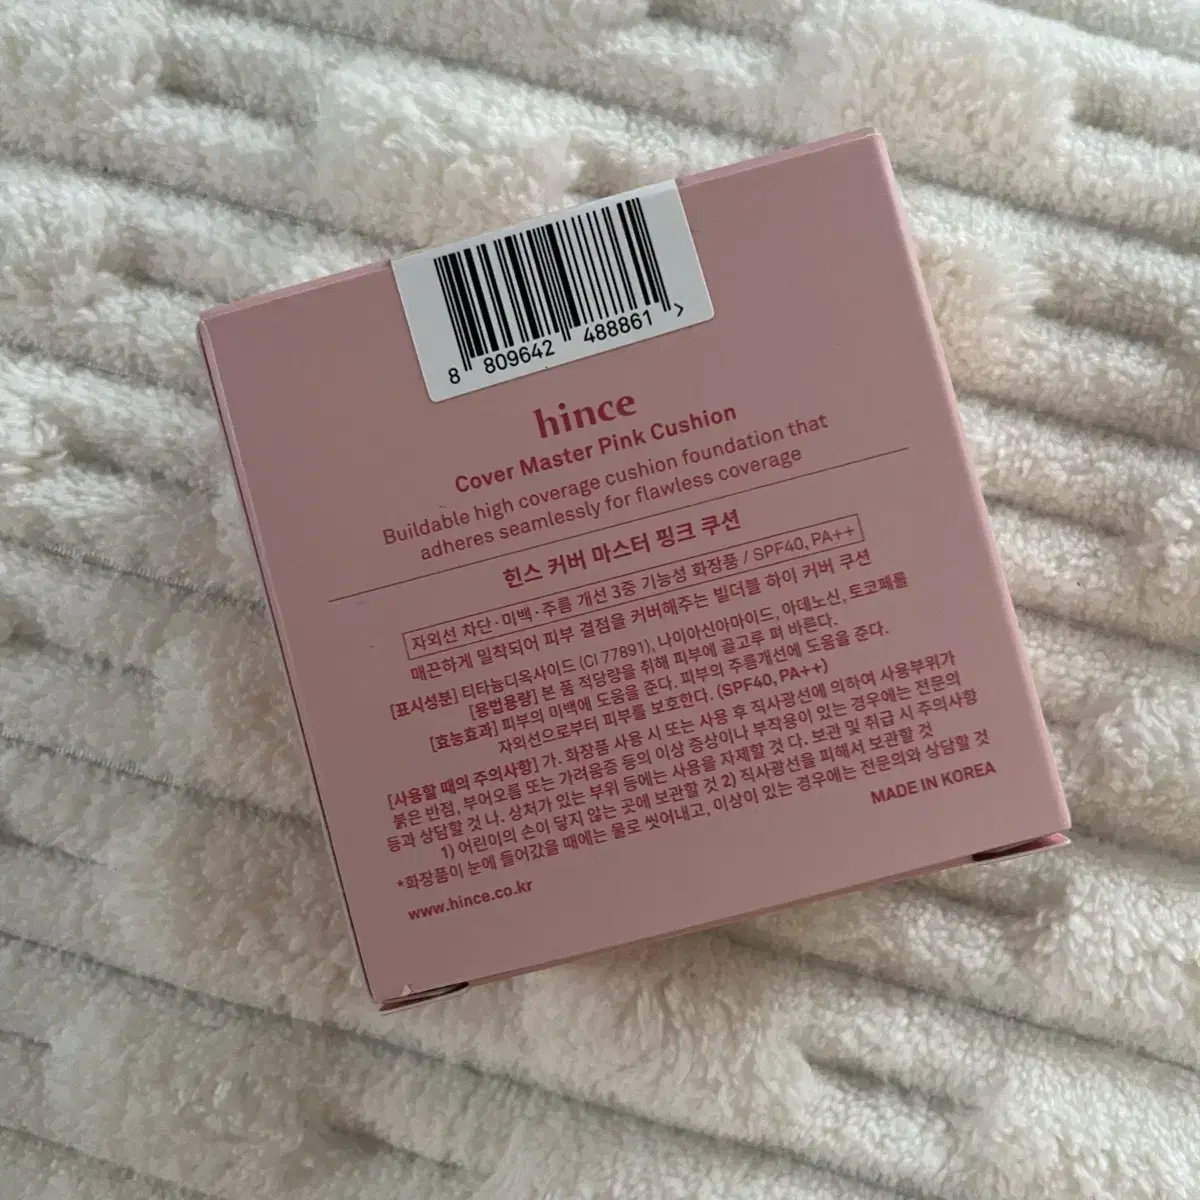 8 809642 488861 >
hince
Cover Master Pink Cushion
Buildable high coverage cushion foundation that
adheres seamlessly for flawless coverage
힌스 커버 마스터 핑크 쿠션
자외선 차단·미백·주름 개선 3중 기능성 화장품 / SPF40, PA++
매끈하게 밀착되어 피부 결점을 커버해주는 빌더블 하이 커버 쿠션
[표시성분] 티타늄디옥사이드 (CI 77891), 나이아신아마이드, 아데노신, 토코페롤
[용법용량] 본 품 적당량을 취해 피부에 골고루 펴 바른다.
[효능효과] 피부의 미백에 도움을 준다. 피부의 주름개선에 도움을 준다.
자외선으로부터 피부를 보호한다. (SPF40, PA++)
[사용할 때의 주의사항] 가. 화장품 사용 시 또는 사용 후 직사광선에 의하여 사용부위가
붉은 반점, 부어오름 또는 가려움증 등의 이상 증상이나 부작용이 있는 경우에는 전문의
등과 상담할 것 나. 상처가 있는 부위 등에는 사용을 자제할 것 다. 보관 및 취급 시 주의사항
1) 어린이의 손이 닿지 않는 곳에 보관할 것 2) 직사광선을 피해서 보관할 것
*화장품이 눈에 들어갔을 때에는 물로 씻어내고, 이상이 있는 경우에는 전문의와 상담할 것
MADE IN KOREA
www.hince.co.kr